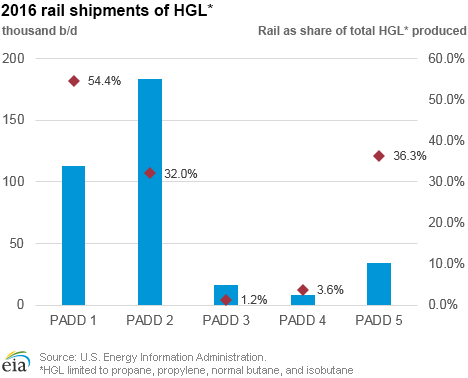 2016 rail shipments of HGL*
thousand b/d Rail as share of total HGL* produced
200 60.0%
50.0%
150
40.0%
100 30.0%
20.0%
50
10.0%
0 0.0%
54.4%
32.0%
1.2%
3.6%
36.3%
PADD 1 PADD 2 PADD 3 PADD 4 PADD 5
eia
Source: U.S. Energy Information Administration.
*HGL limited to propane, propylene, normal butane, and isobutane